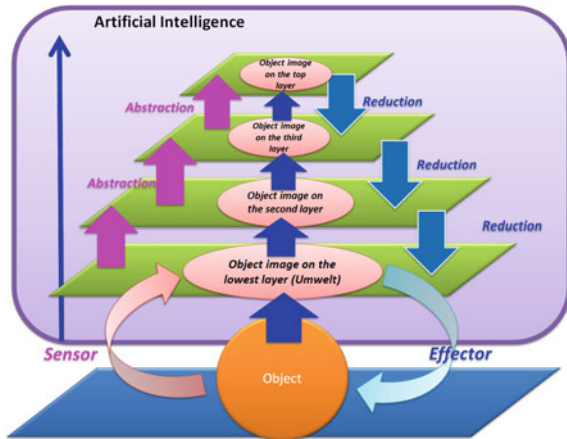 Artificial Intelligence
Object image
on the top
layer
Abstraction
Reduction
Object image
on the third
layer
Abstraction
Reduction
Object image on
the second layer
Reduction
Object image on the
lowest layer (Umwelt)
Sensor
Effector
Object